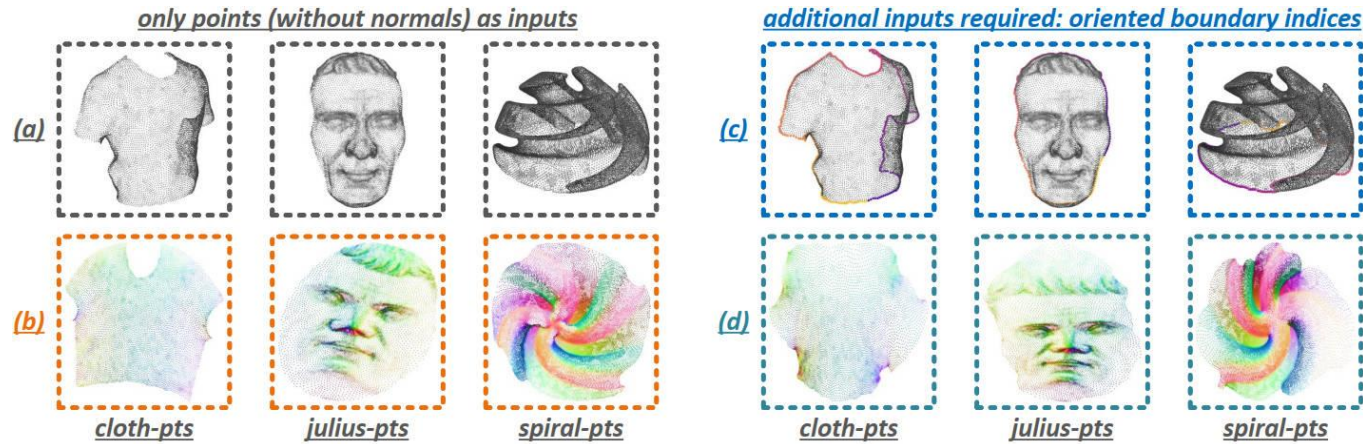 only points (without normals) as inputs
additional inputs required: oriented boundary indices
(a)
(c)
(b)
(d)
cloth-pts
julius-pts
spiral-pts
cloth-pts
julius-pts
spiral-pts